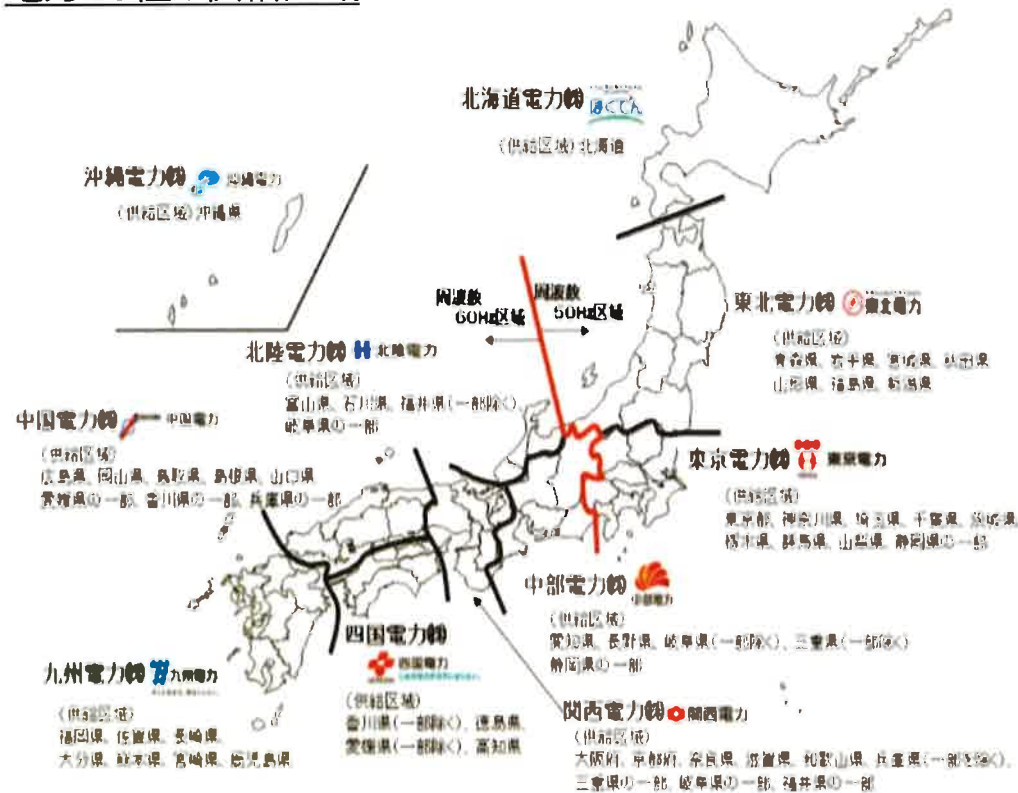 北海道電力㈱ ほくでん
(供給区域)北海道
沖縄電力㈱ 沖縄電力
(供給区域)沖縄県
周波数
60Hz区域
周波数
50Hz区域
東北電力㈱ 東北電力
(供給区域)
青森県、岩手県、宮城県、秋田県
山形県、福島県、新潟県
北陸電力㈱ 北陸電力
(供給区域)
富山県、石川県、福井県(一部除く)
岐阜県の一部
中国電力㈱ 中国電力
(供給区域)
広島県、岡山県、鳥取県、島根県、山口県
愛媛県の一部、香川県の一部、兵庫県の一部
東京電力㈱ 東京電力
(供給区域)
東京都、神奈川県、埼玉県、千葉県、茨城県
栃木県、群馬県、山梨県、静岡県の一部
中部電力㈱ 中部電力
(供給区域)
愛知県、長野県、岐阜県(一部除く)、三重県(一部除く)
静岡県の一部
四国電力㈱
四国電力
(供給区域)
香川県(一部除く)、徳島県、
愛媛県(一部除く)、高知県
九州電力㈱ 九州電力
(供給区域)
福岡県、佐賀県、長崎県、
大分県、熊本県、宮崎県、鹿児島県
関西電力㈱ 関西電力
(供給区域)
大阪府、京都府、奈良県、滋賀県、和歌山県、兵庫県(一部を除く)、
三重県の一部、岐阜県の一部、福井県の一部